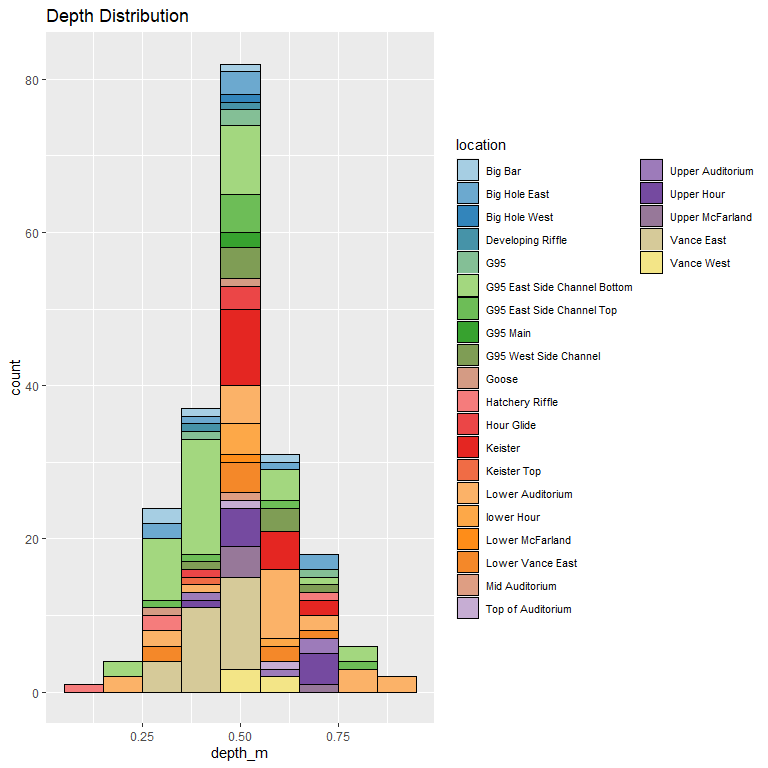 Depth Distribution
80
60
40
20
0
count
0.25
0.50
0.75
depth_m
location
Big Bar
Big Hole East
Big Hole West
Developing Riffle
G95
G95 East Side Channel Bottom
G95 East Side Channel Top
G95 Main
G95 West Side Channel
Goose
Hatchery Riffle
Hour Glide
Keister
Keister Top
Lower Auditorium
lower Hour
Lower McFarland
Lower Vance East
Mid Auditorium
Top of Auditorium
Upper Auditorium
Upper Hour
Upper McFarland
Vance East
Vance West